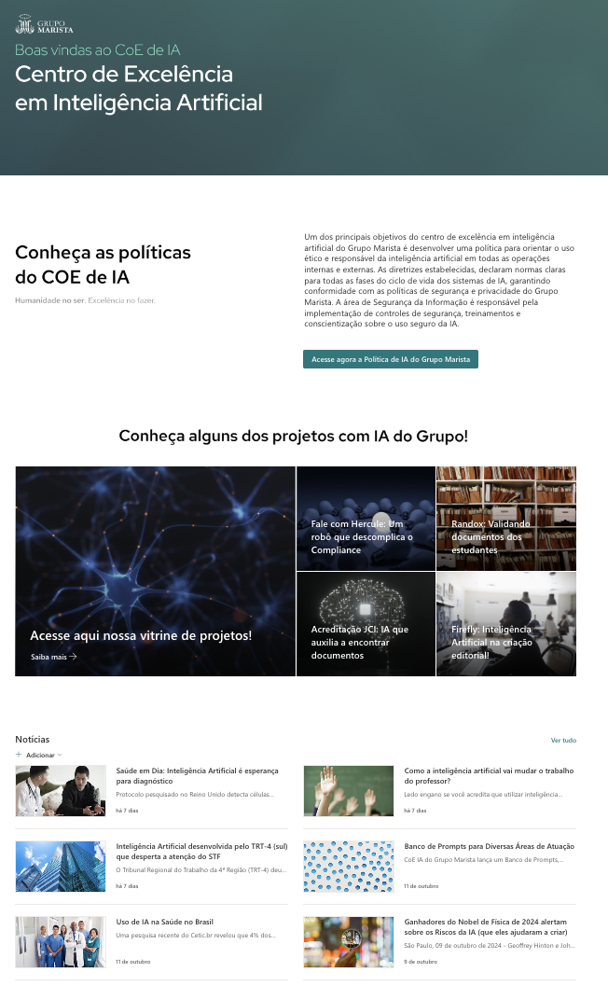 GRUPO
MARISTA
Boas vindas ao CoE de IA
Centro de Excelência
em Inteligência Artificial
Conheça as políticas
do COE de IA
Humanidade no ser. Excelência no fazer.
Um dos principais objetivos do centro de excelência em inteligência
artificial do Grupo Marista é desenvolver uma política para orientar o uso
ético e responsável da inteligência artificial em todas as operações
internas e externas. As diretrizes estabelecidas, declaram normas claras
para todas as fases do ciclo de vida dos sistemas de IA, garantindo
conformidade com as políticas de segurança e privacidade do Grupo
Marista. A área de Segurança da Informação é responsável pela
implementação de controles de segurança, treinamentos e
conscientização sobre o uso seguro da IA.
Acesse agora a Política de IA do Grupo Marista
Conheça alguns dos projetos com IA do Grupo!
Acesse aqui nossa vitrine de projetos!
Saiba mais
Fale com Hercule: Um
robô que descomplica o
Compliance
Randox: Validando
documentos dos
estudantes
Acreditação JCI: IA que
auxilia a encontrar
documentos
Firefly: Inteligência
Artificial na criação
editorial!
Notícias
Ver tudo
+ Adicionar
Saúde em Dia: Inteligência Artificial é esperança
para diagnóstico
Protocolo pesquisado no Reino Unido detecta células...
há 7 dias
Como a inteligência artificial vai mudar o trabalho
do professor?
Ledo engano se você acredita que utilizar inteligência...
há 7 dias
Inteligência Artificial desenvolvida pelo TRT-4 (sul)
que desperta a atenção do STF
O Tribunal Regional do Trabalho da 4ª Região (TRT-4) deu...
há 7 dias
Banco de Prompts para Diversas Áreas de Atuação
CoE IA do Grupo Marista lança um Banco de Prompts,...
11 de outubro
Uso de IA na Saúde no Brasil
Uma pesquisa recente do Cetic.br revelou que 4% dos...
11 de outubro
Ganhadores do Nobel de Física de 2024 alertam
sobre os Riscos da IA (que eles ajudaram a criar)
São Paulo, 09 de outubro de 2024 - Geoffrey Hinton e Joh...
9 de outubro